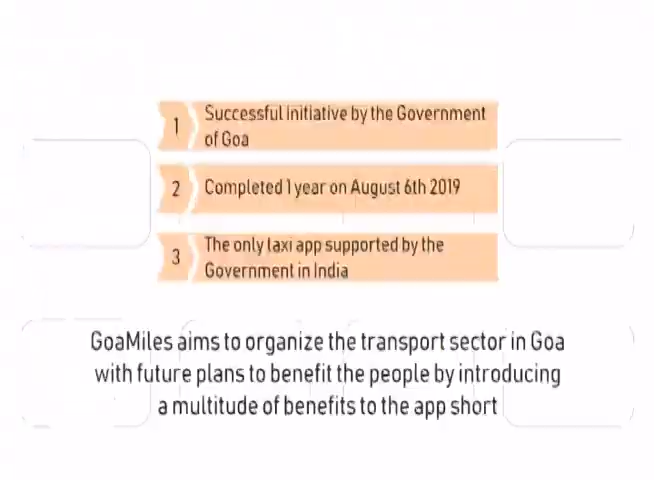 1
Successful initiative by the Government
of Goa
2
Completed 1 year on August 6th 2019
3
The only taxi app supported by the
Government in India
GoaMiles aims to organize the transport sector in Goa
with future plans to benefit the people by introducing
a multitude of benefits to the app short